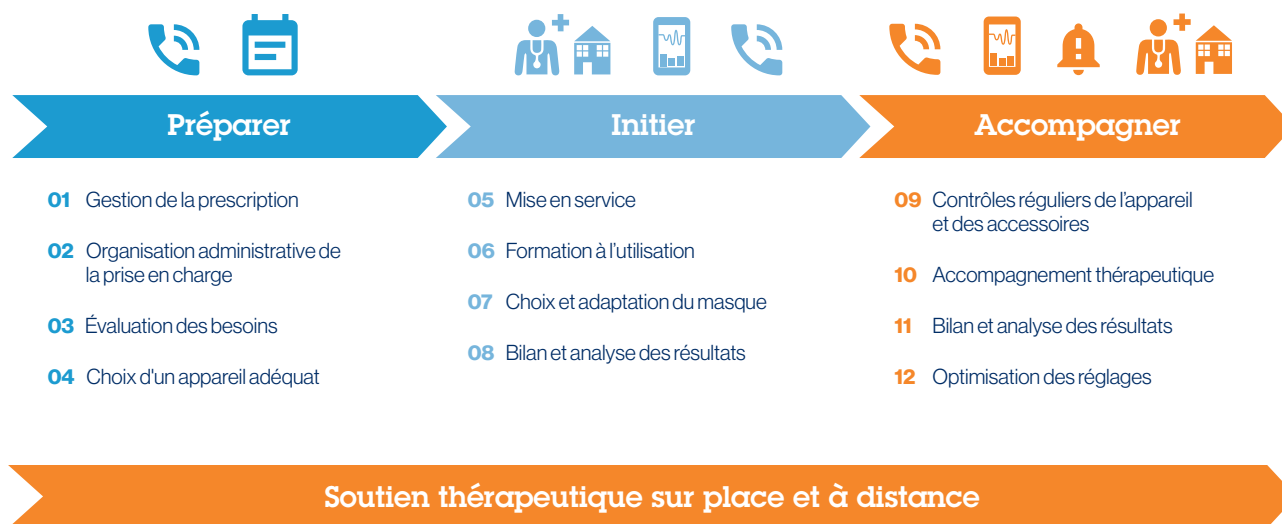 Préparer
Initier
Accompagner
01 Gestion de la prescription
02 Organisation administrative de
la prise en charge
03 Évaluation des besoins
04 Choix d'un appareil adéquat
05 Mise en service
06 Formation à l’utilisation
07 Choix et adaptation du masque
08 Bilan et analyse des résultats
09 Contrôles réguliers de l’appareil
et des accessoires
10 Accompagnement thérapeutique
11 Bilan et analyse des résultats
12 Optimisation des réglages
Soutien thérapeutique sur place et à distance